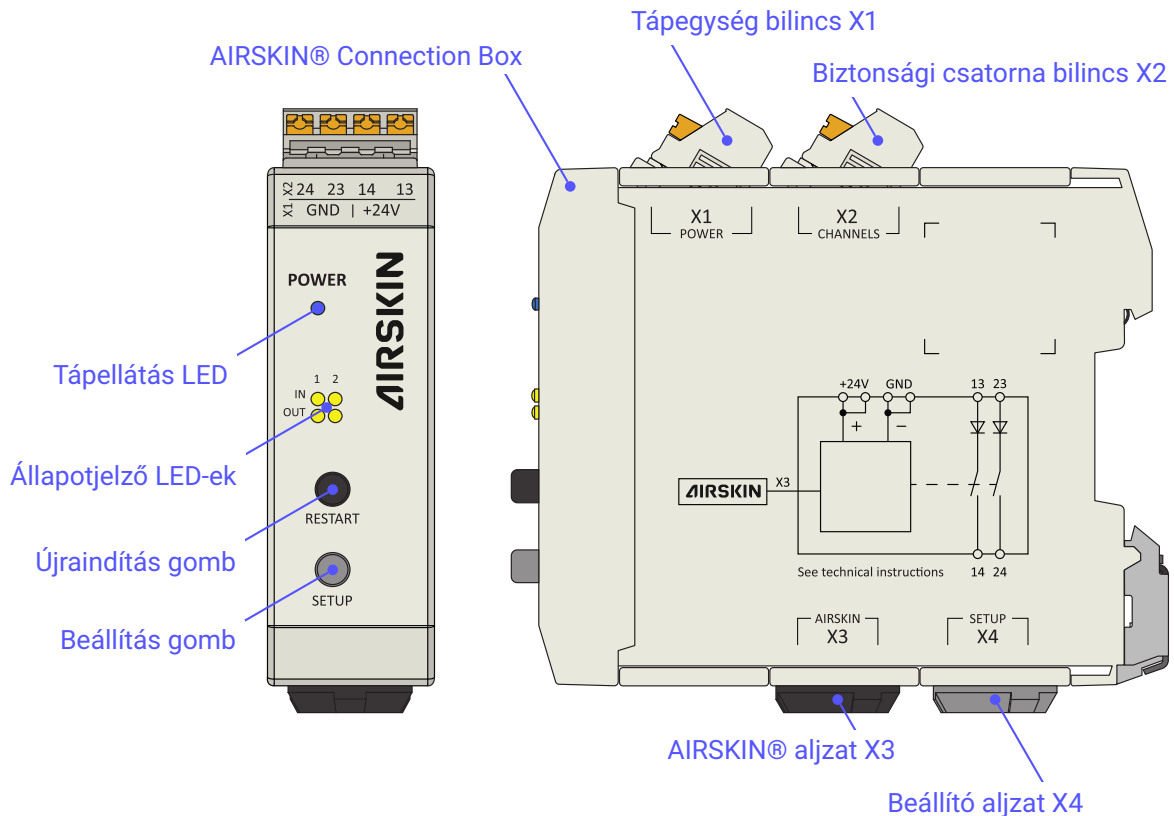 Tápegység bilincs X1
AIRSKIN® Connection Box
Biztonsági csatorna bilincs X2
X2 24 23 14 13
X1 GND | +24V
X1
POWER
X2
CHANNELS
POWER
AIRSKIN
Tápellátás LED
1 2
IN
OUT
Állapotjelző LED-ek
RESTART
Újraindítás gomb
SETUP
Beállítás gomb
+24V GND 13 23
+ −
AIRSKIN X3
See technical instructions 14 24
AIRSKIN
X3
SETUP
X4
AIRSKIN® aljzat X3
Beállító aljzat X4